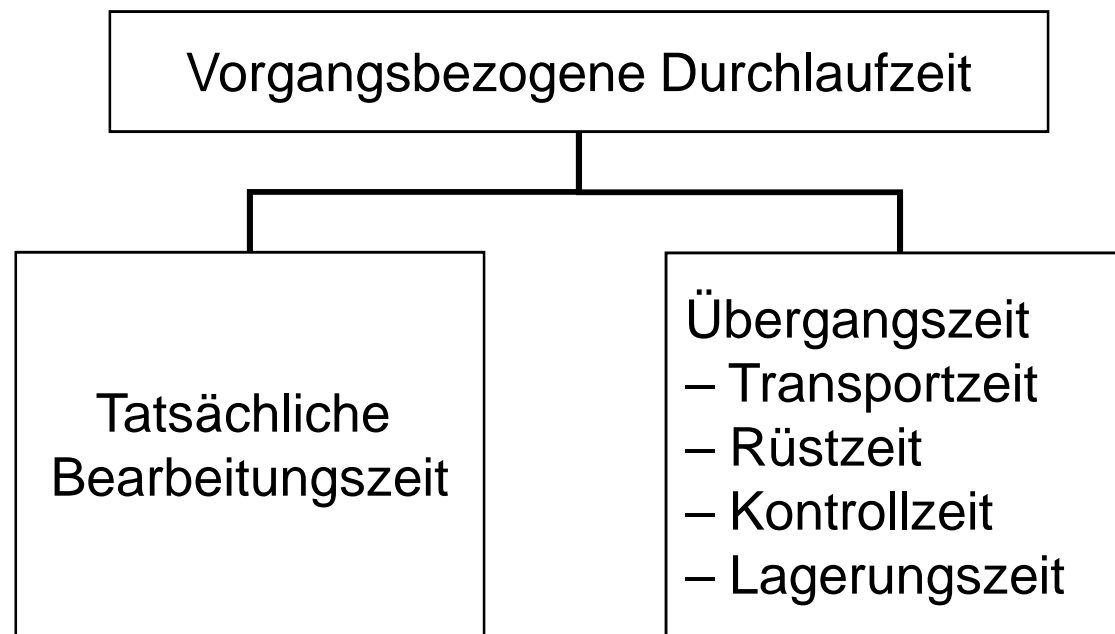 Vorgangsbezogene Durchlaufzeit
Tatsächliche
Bearbeitungszeit
Übergangszeit
– Transportzeit
– Rüstzeit
– Kontrollzeit
– Lagerungszeit